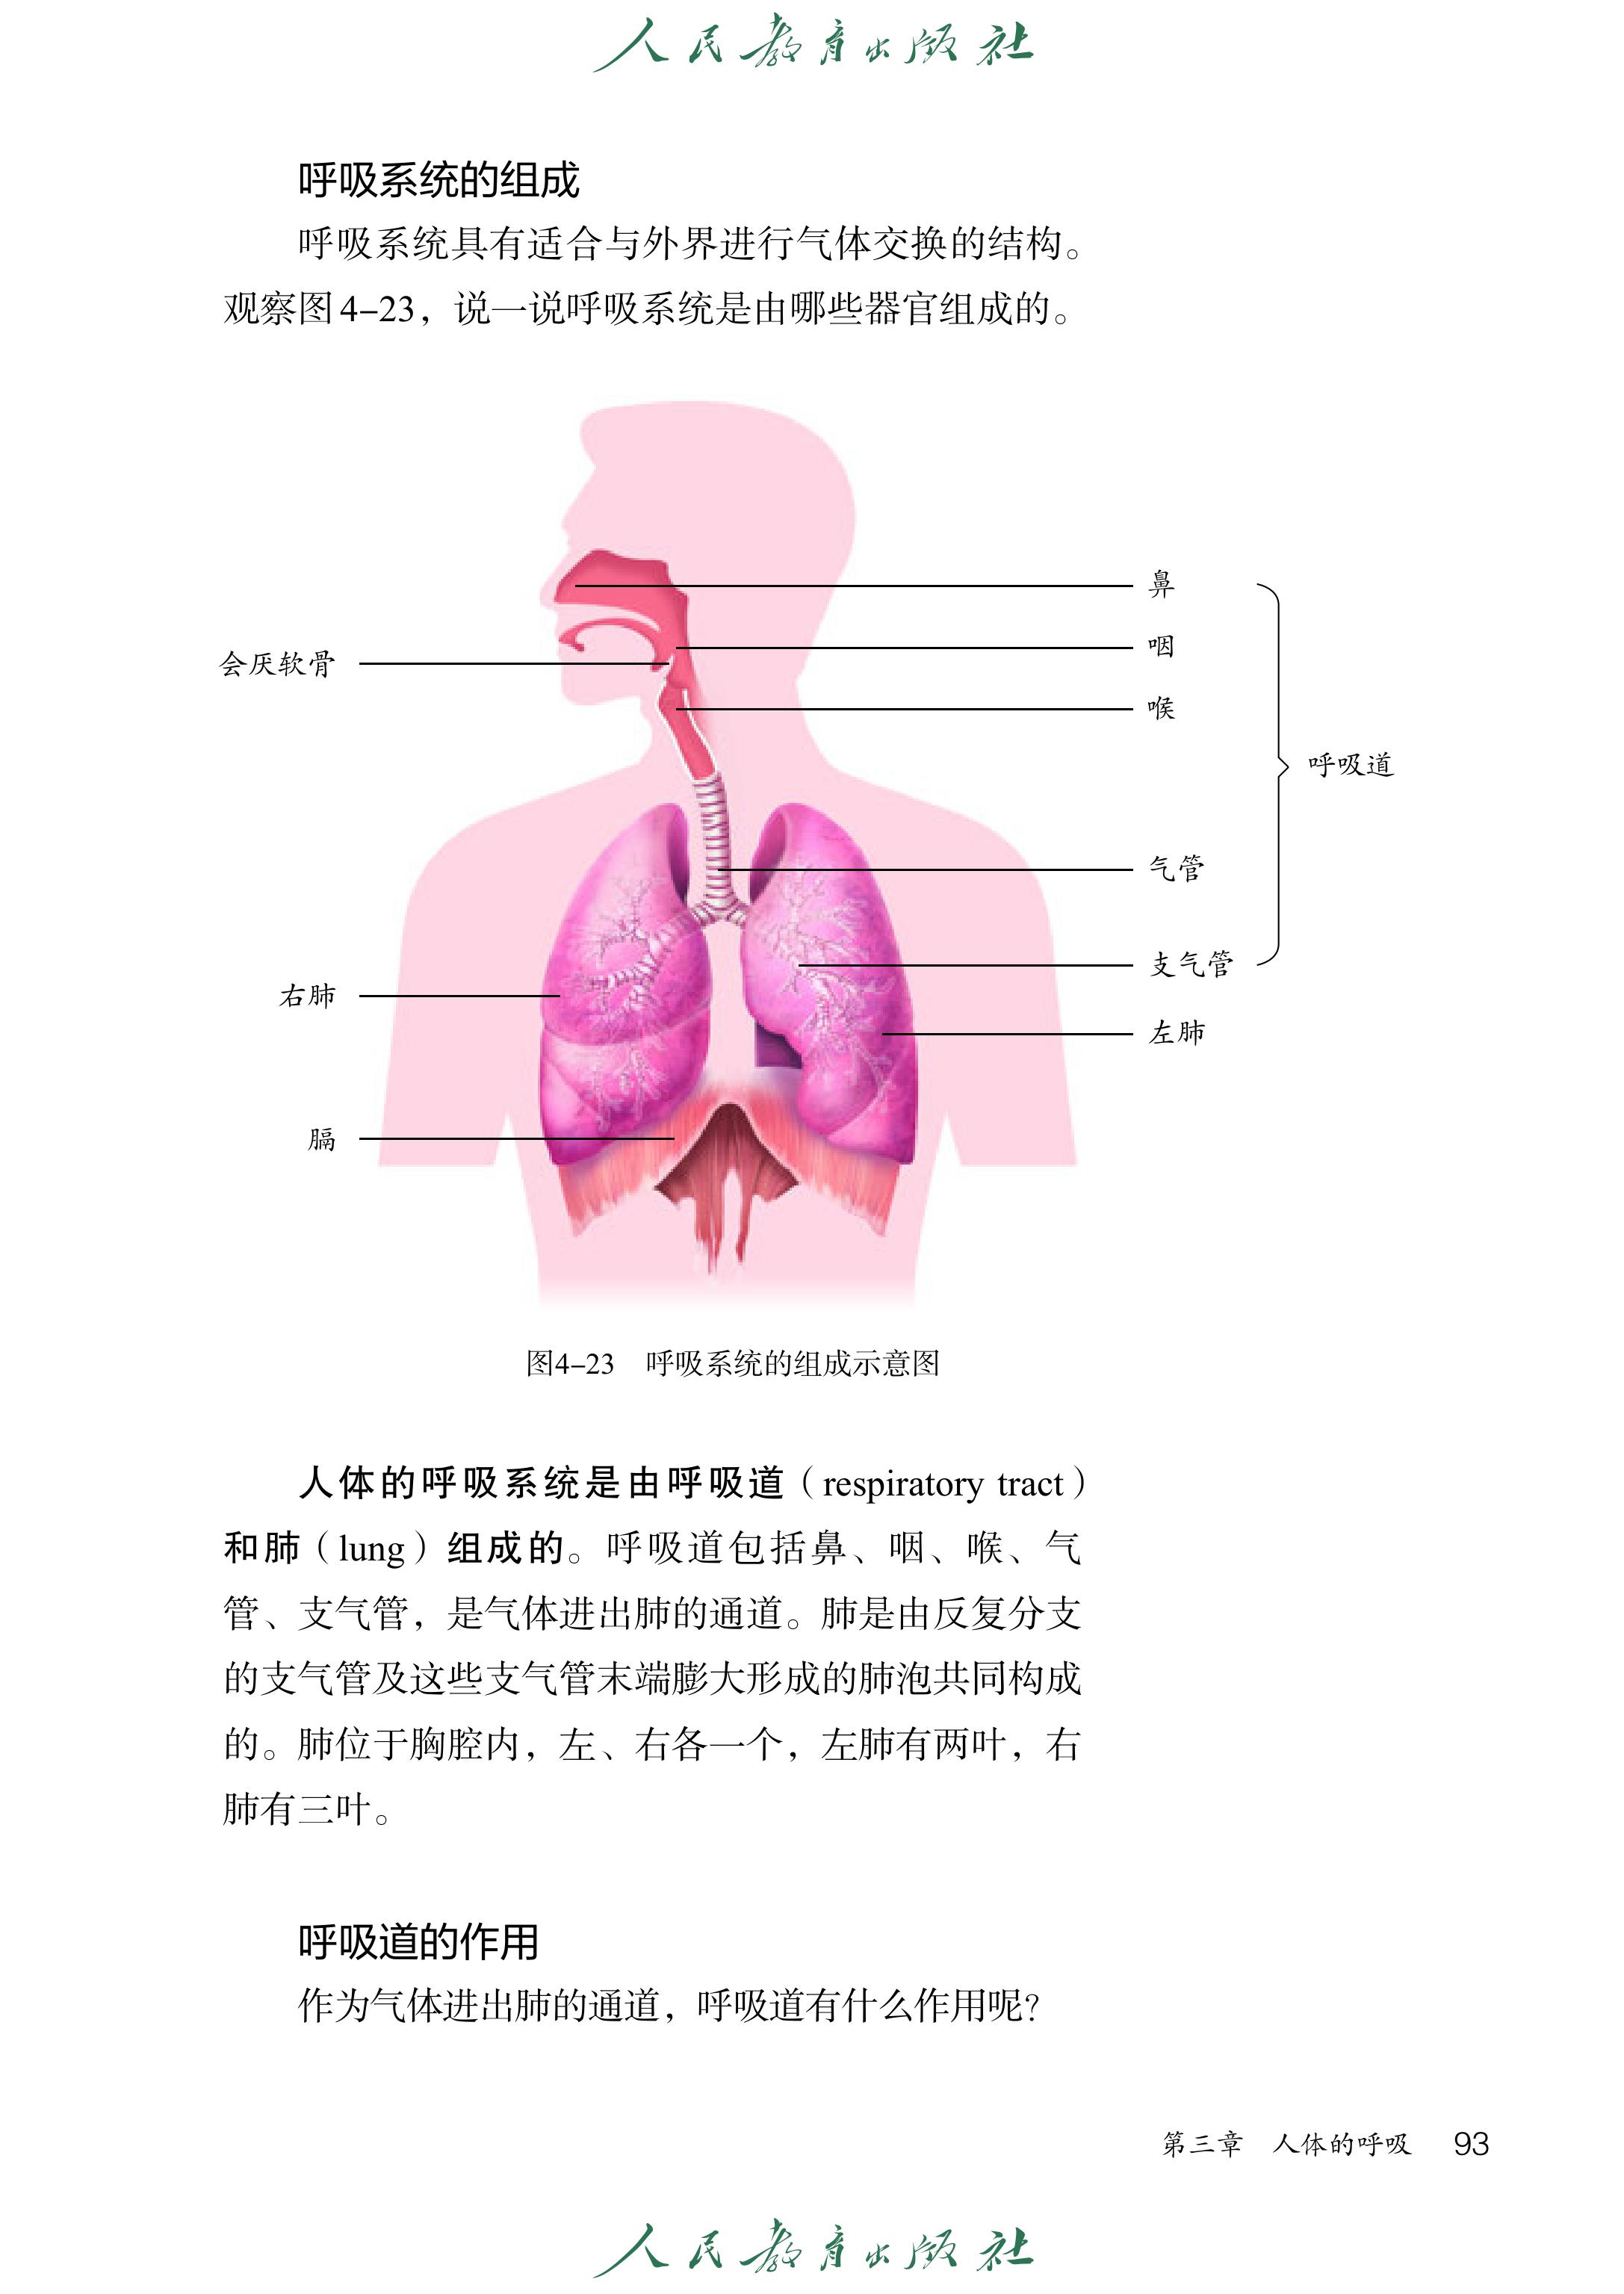 人民教育出版社
呼吸系统的组成
呼吸系统具有适合与外界进行气体交换的结构。
观察图4–23，说一说呼吸系统是由哪些器官组成的。
鼻
咽
会厌软骨
喉
呼吸道
气管
支气管
右肺
左肺
膈
图4–23 呼吸系统的组成示意图
人体的呼吸系统是由呼吸道（respiratory tract）
和肺（lung）组成的。呼吸道包括鼻、咽、喉、气
管、支气管，是气体进出肺的通道。肺是由反复分支
的支气管及这些支气管末端膨大形成的肺泡共同构成
的。肺位于胸腔内，左、右各一个，左肺有两叶，右
肺有三叶。
呼吸道的作用
作为气体进出肺的通道，呼吸道有什么作用呢？
第三章 人体的呼吸 93
人民教育出版社